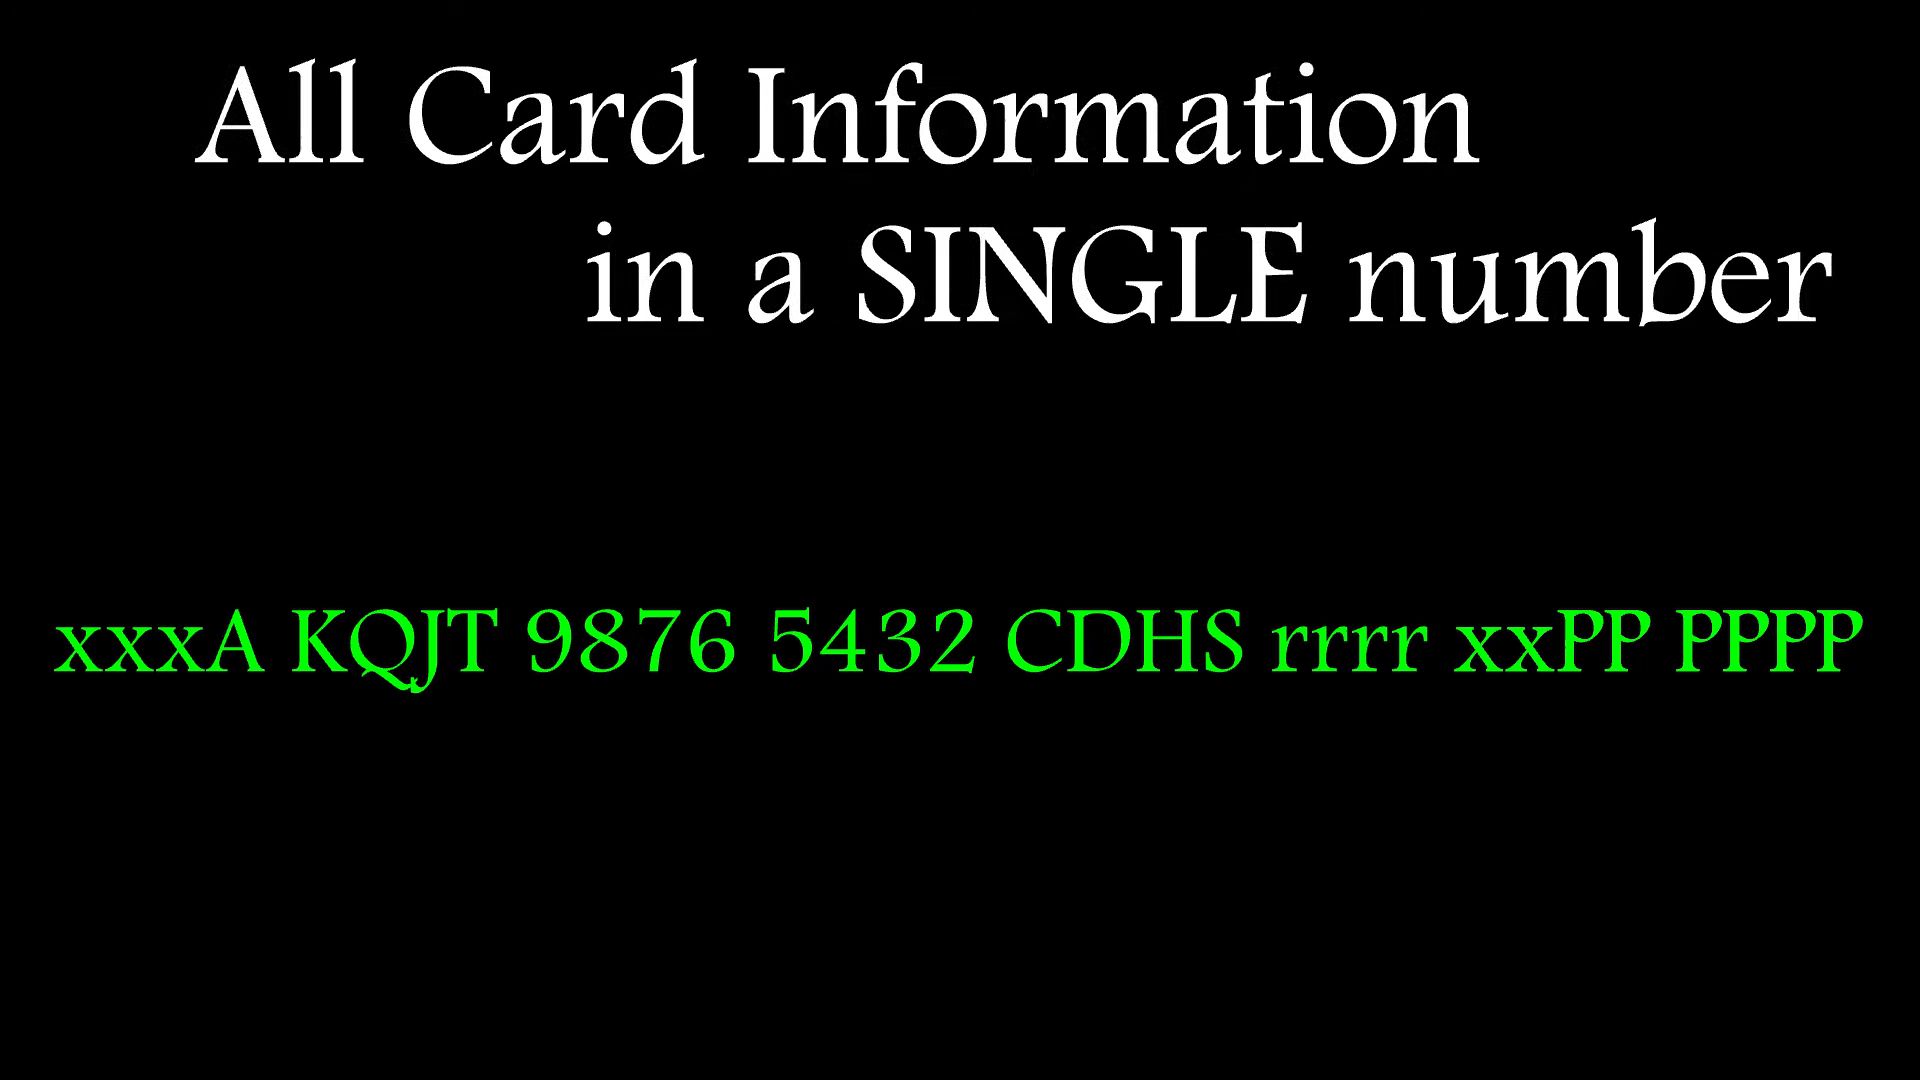 All Card Information
in a SINGLE number
xxxA KQJT 9876 5432 CDHS rrrr xxPP PPPP